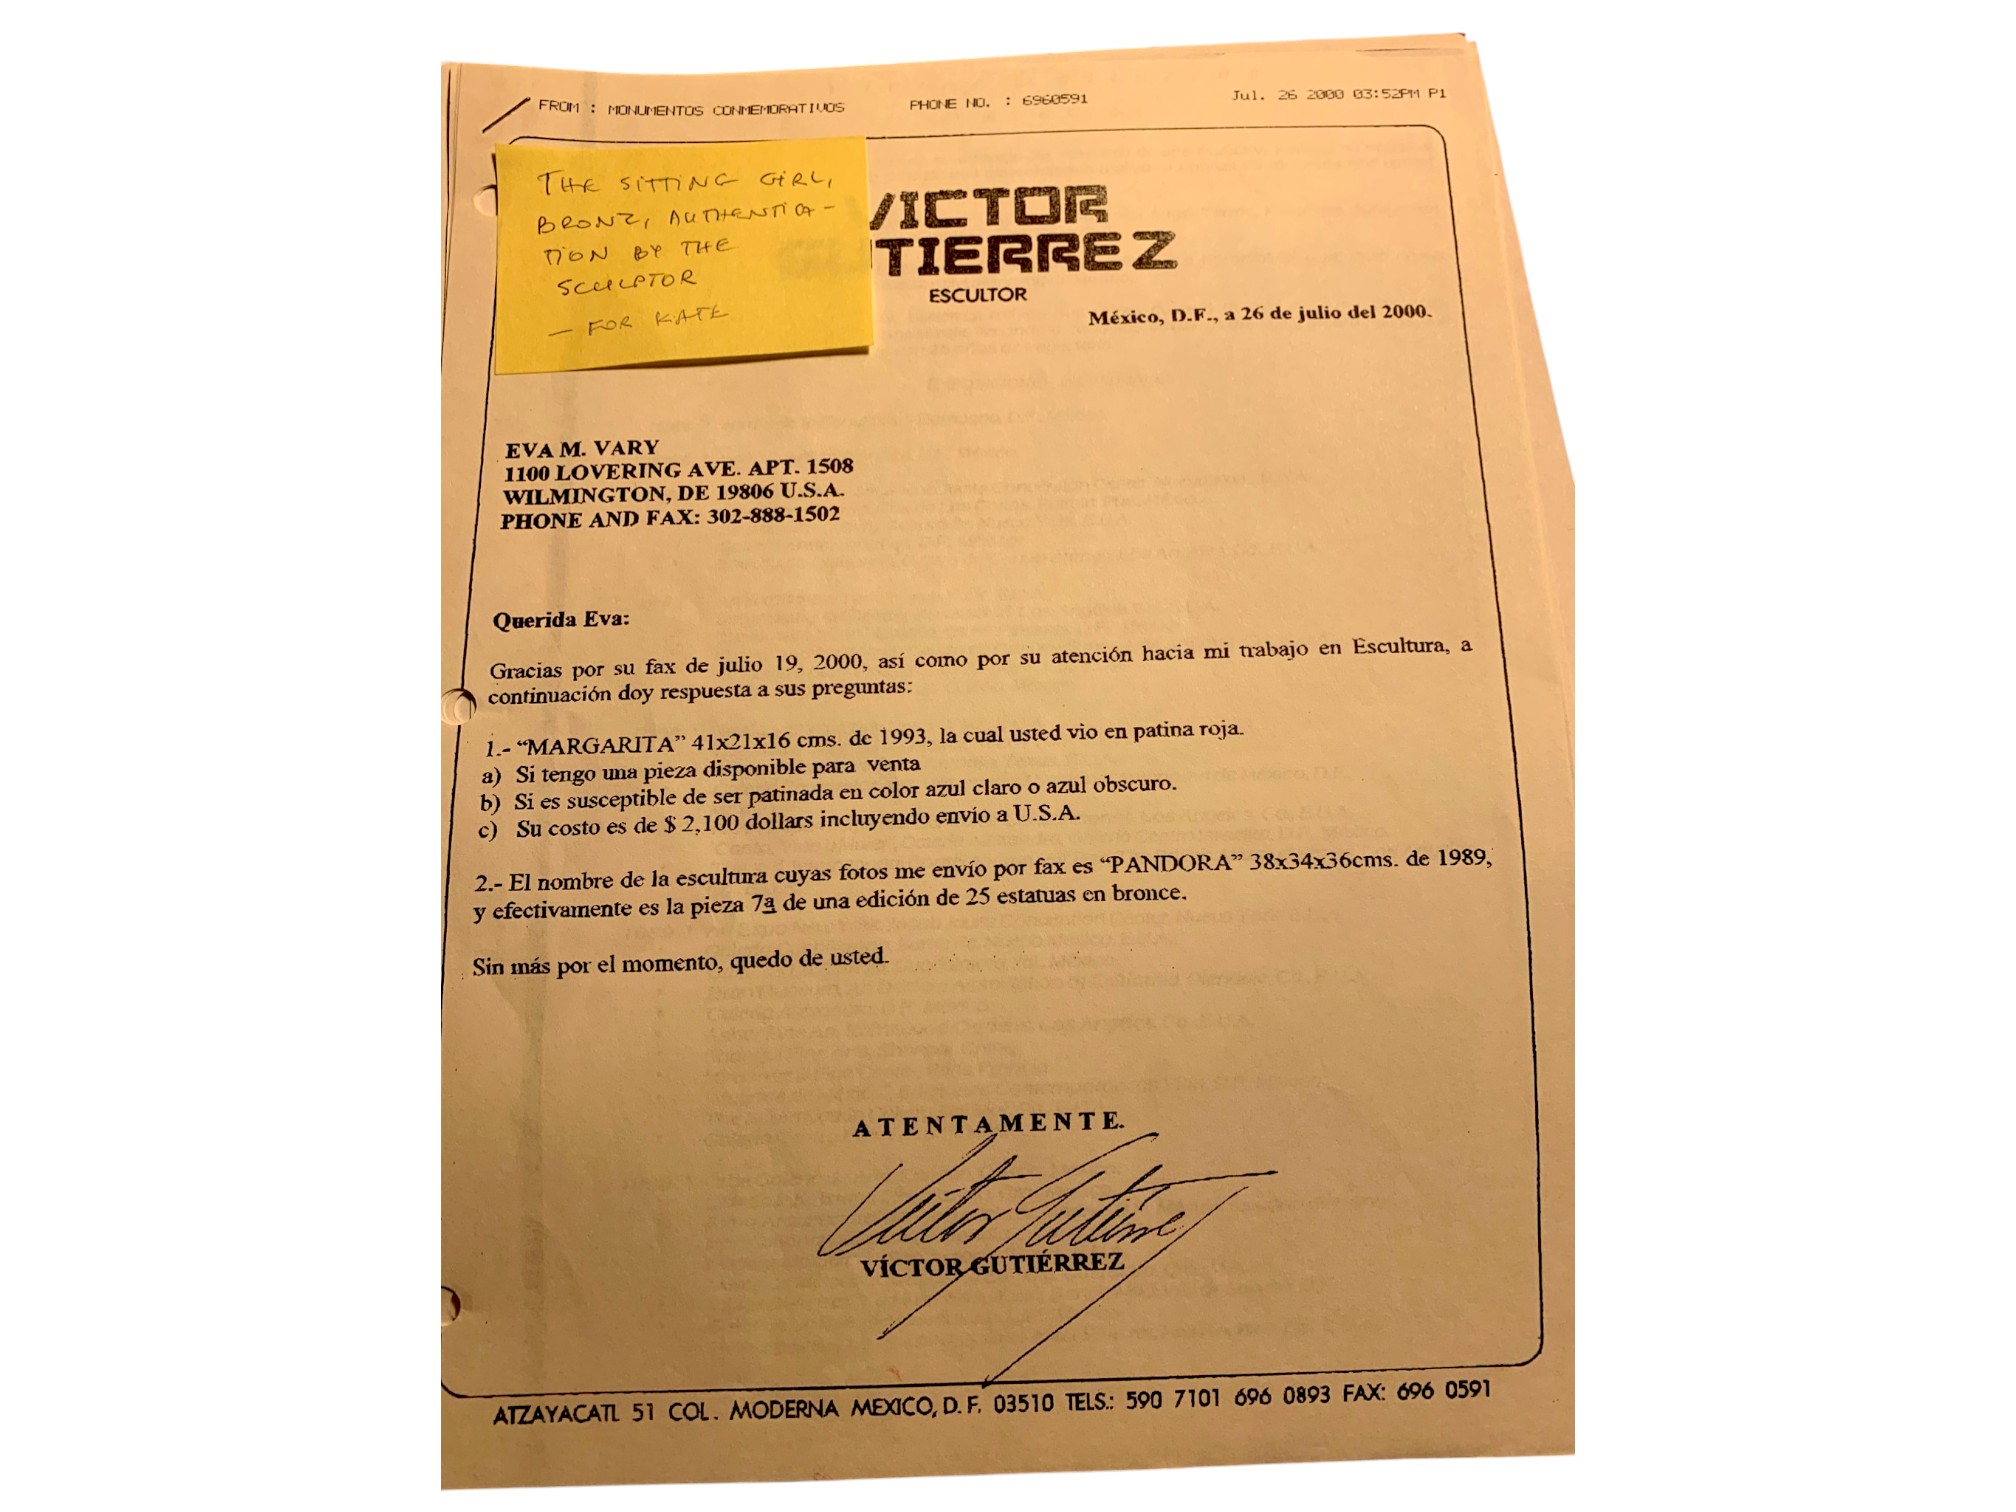 FROM : MONUMENTOS CONMEMORATIVOS PHONE NO. : 6960591 Jul. 26 2000 03:52PM P1
THE SITTING GIRL,
BRONZ, AUTHENTICA-
TION BY THE
SCULPTOR
— FOR KATE
VICTOR
GUTIERREZ
ESCULTOR
México, D.F., a 26 de julio del 2000.
EVA M. VARY
1100 LOVERING AVE. APT. 1508
WILMINGTON, DE 19806 U.S.A.
PHONE AND FAX: 302-888-1502
Querida Eva:
Gracias por su fax de julio 19, 2000, así como por su atención hacia mi trabajo en Escultura, a
continuación doy respuesta a sus preguntas:
1.- “MARGARITA” 41x21x16 cms. de 1993, la cual usted vio en patina roja.
a) Si tengo una pieza disponible para venta
b) Si es susceptible de ser patinada en color azul claro o azul obscuro.
c) Su costo es de $ 2,100 dollars incluyendo envío a U.S.A.
2.- El nombre de la escultura cuyas fotos me envío por fax es “PANDORA” 38x34x36cms. de 1989,
y efectivamente es la pieza 7ª de una edición de 25 estatuas en bronce.
Sin más por el momento, quedo de usted.
ATENTAMENTE.
Victor Gutiérrez
VÍCTOR GUTIÉRREZ
ATZAYACATL 51 COL. MODERNA MEXICO, D.F. 03510 TELS.: 590 7101 696 0893 FAX: 696 0591